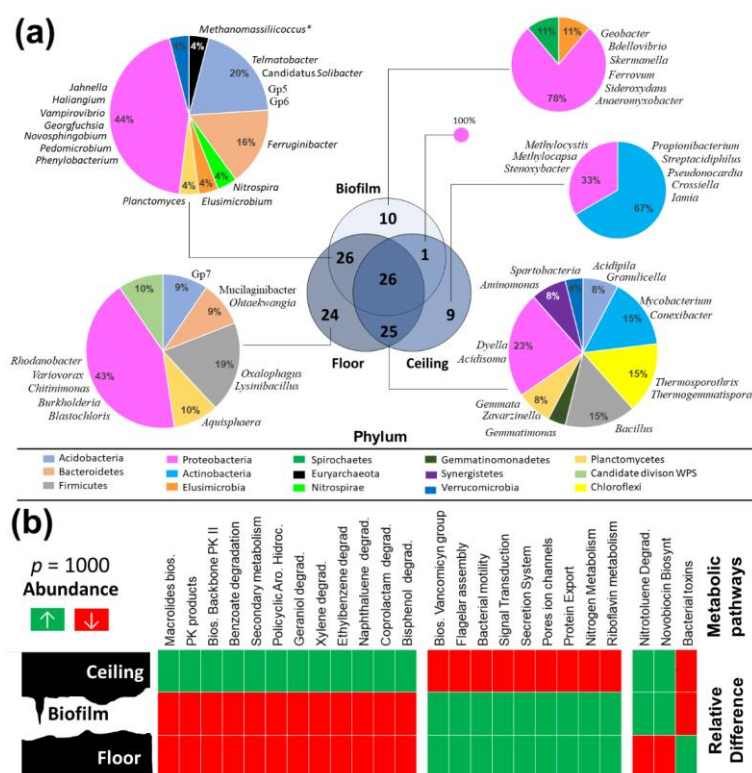 (a)
Methanomassiliicoccus*
4%
4%
Telmatobacter
Candidatus Solibacter
Gp5
Gp6
20%
Jahnella
Haliangium
Vampirovibrio
Georgfuchsia
Novosphingobium
Pedomicrobium
Phenylobacterium
44%
16%
Ferruginibacter
4%
4%
4%
Nitrospira
Elusimicrobium
Planctomyces
11%
11%
78%
Geobacter
Bdellovibrio
Skermanella
Ferrovum
Sideroxydans
Anaeromyxobacter
100%
Methylocystis
Methylocapsa
Stenoxybacter
33%
67%
Propionibacterium
Streptacidiphilus
Pseudonocardia
Crossiella
Iamia
Biofilm
10
26
1
26
24
9
25
Floor
Ceiling
10%
9%
Gp7
Mucilaginibacter
Ohtaekwangia
9%
Rhodanobacter
Variovorax
Chitinimonas
Burkholderia
Blastochloris
43%
19%
Oxalophagus
Lysinibacillus
10%
Aquisphaera
Spartobacteria
Aminomonas
8%
8%
Acidipila
Granulicella
Mycobacterium
Conexibacter
15%
Dyella
Acidisoma
23%
15%
Thermosporothrix
Thermogemmatispora
8%
15%
Gemmata
Zavarzinella
Gemmatimonas
Bacillus
Phylum
Acidobacteria
Proteobacteria
Spirochaetes
Gemmatinomonadetes
Planctomycetes
Bacteroidetes
Actinobacteria
Euryarchaeota
Synergistetes
Candidate divison WPS
Firmicutes
Elusimicrobia
Nitrospirae
Verrucomicrobia
Chloroflexi
(b)
p = 1000
Abundance
↑ ↓
Macrolides bios.
PK products
Bios. Backbone PK II
Benzoate degradation
Secondary metabolism
Policyclic Aro. Hidroc.
Geraniol degrad.
Xylene degrad.
Ethylbenzene degrad
Naphthaluene degrad.
Coprolactam degrad.
Bisphenol degrad.
Bios. Vancomicyn group
Flagelar assembly
Bacterial motility
Signal Transduction
Secretion System
Pores ion channels
Protein Export
Nitrogen Metabolism
Riboflavin metabolism
Nitrotoluene Degrad.
Novobiocin Biosynt
Bacterial toxins
Metabolic pathways
Ceiling
Biofilm
Floor
Relative Difference